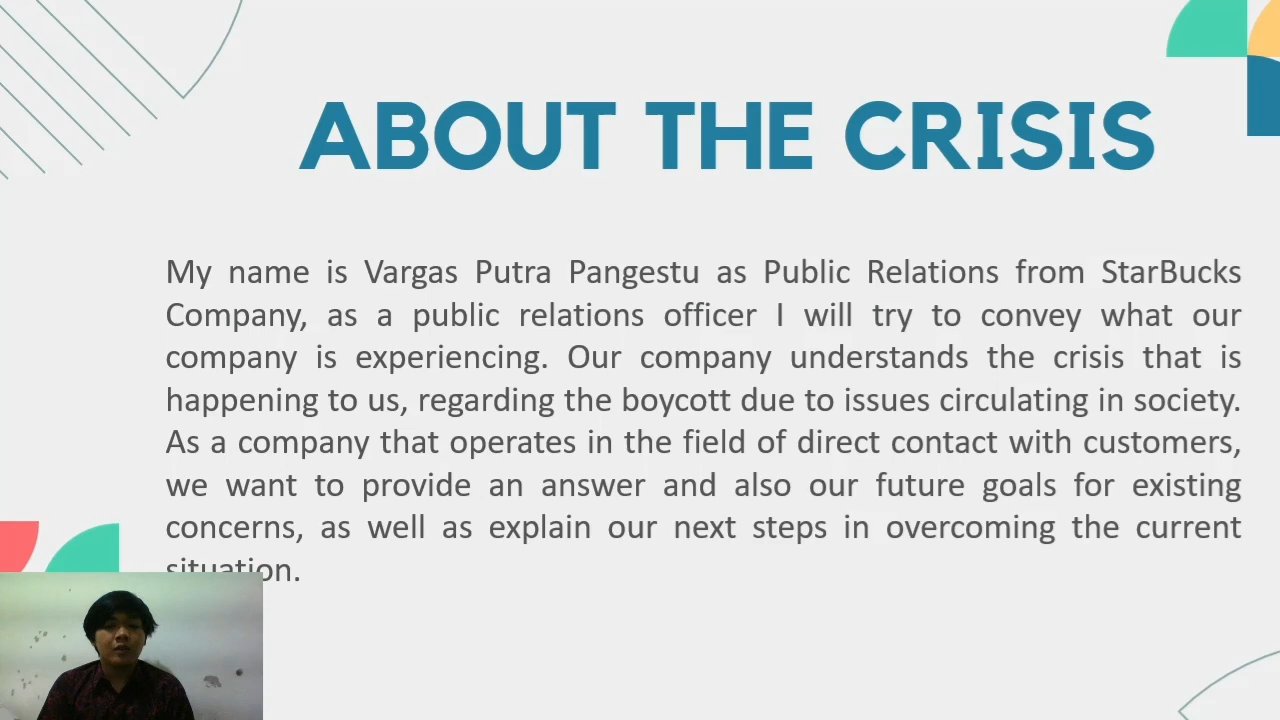 ABOUT THE CRISIS
My name is Vargas Putra Pangestu as Public Relations from StarBucks
Company, as a public relations officer I will try to convey what our
company is experiencing. Our company understands the crisis that is
happening to us, regarding the boycott due to issues circulating in society.
As a company that operates in the field of direct contact with customers,
we want to provide an answer and also our future goals for existing
concerns, as well as explain our next steps in overcoming the current
situation.